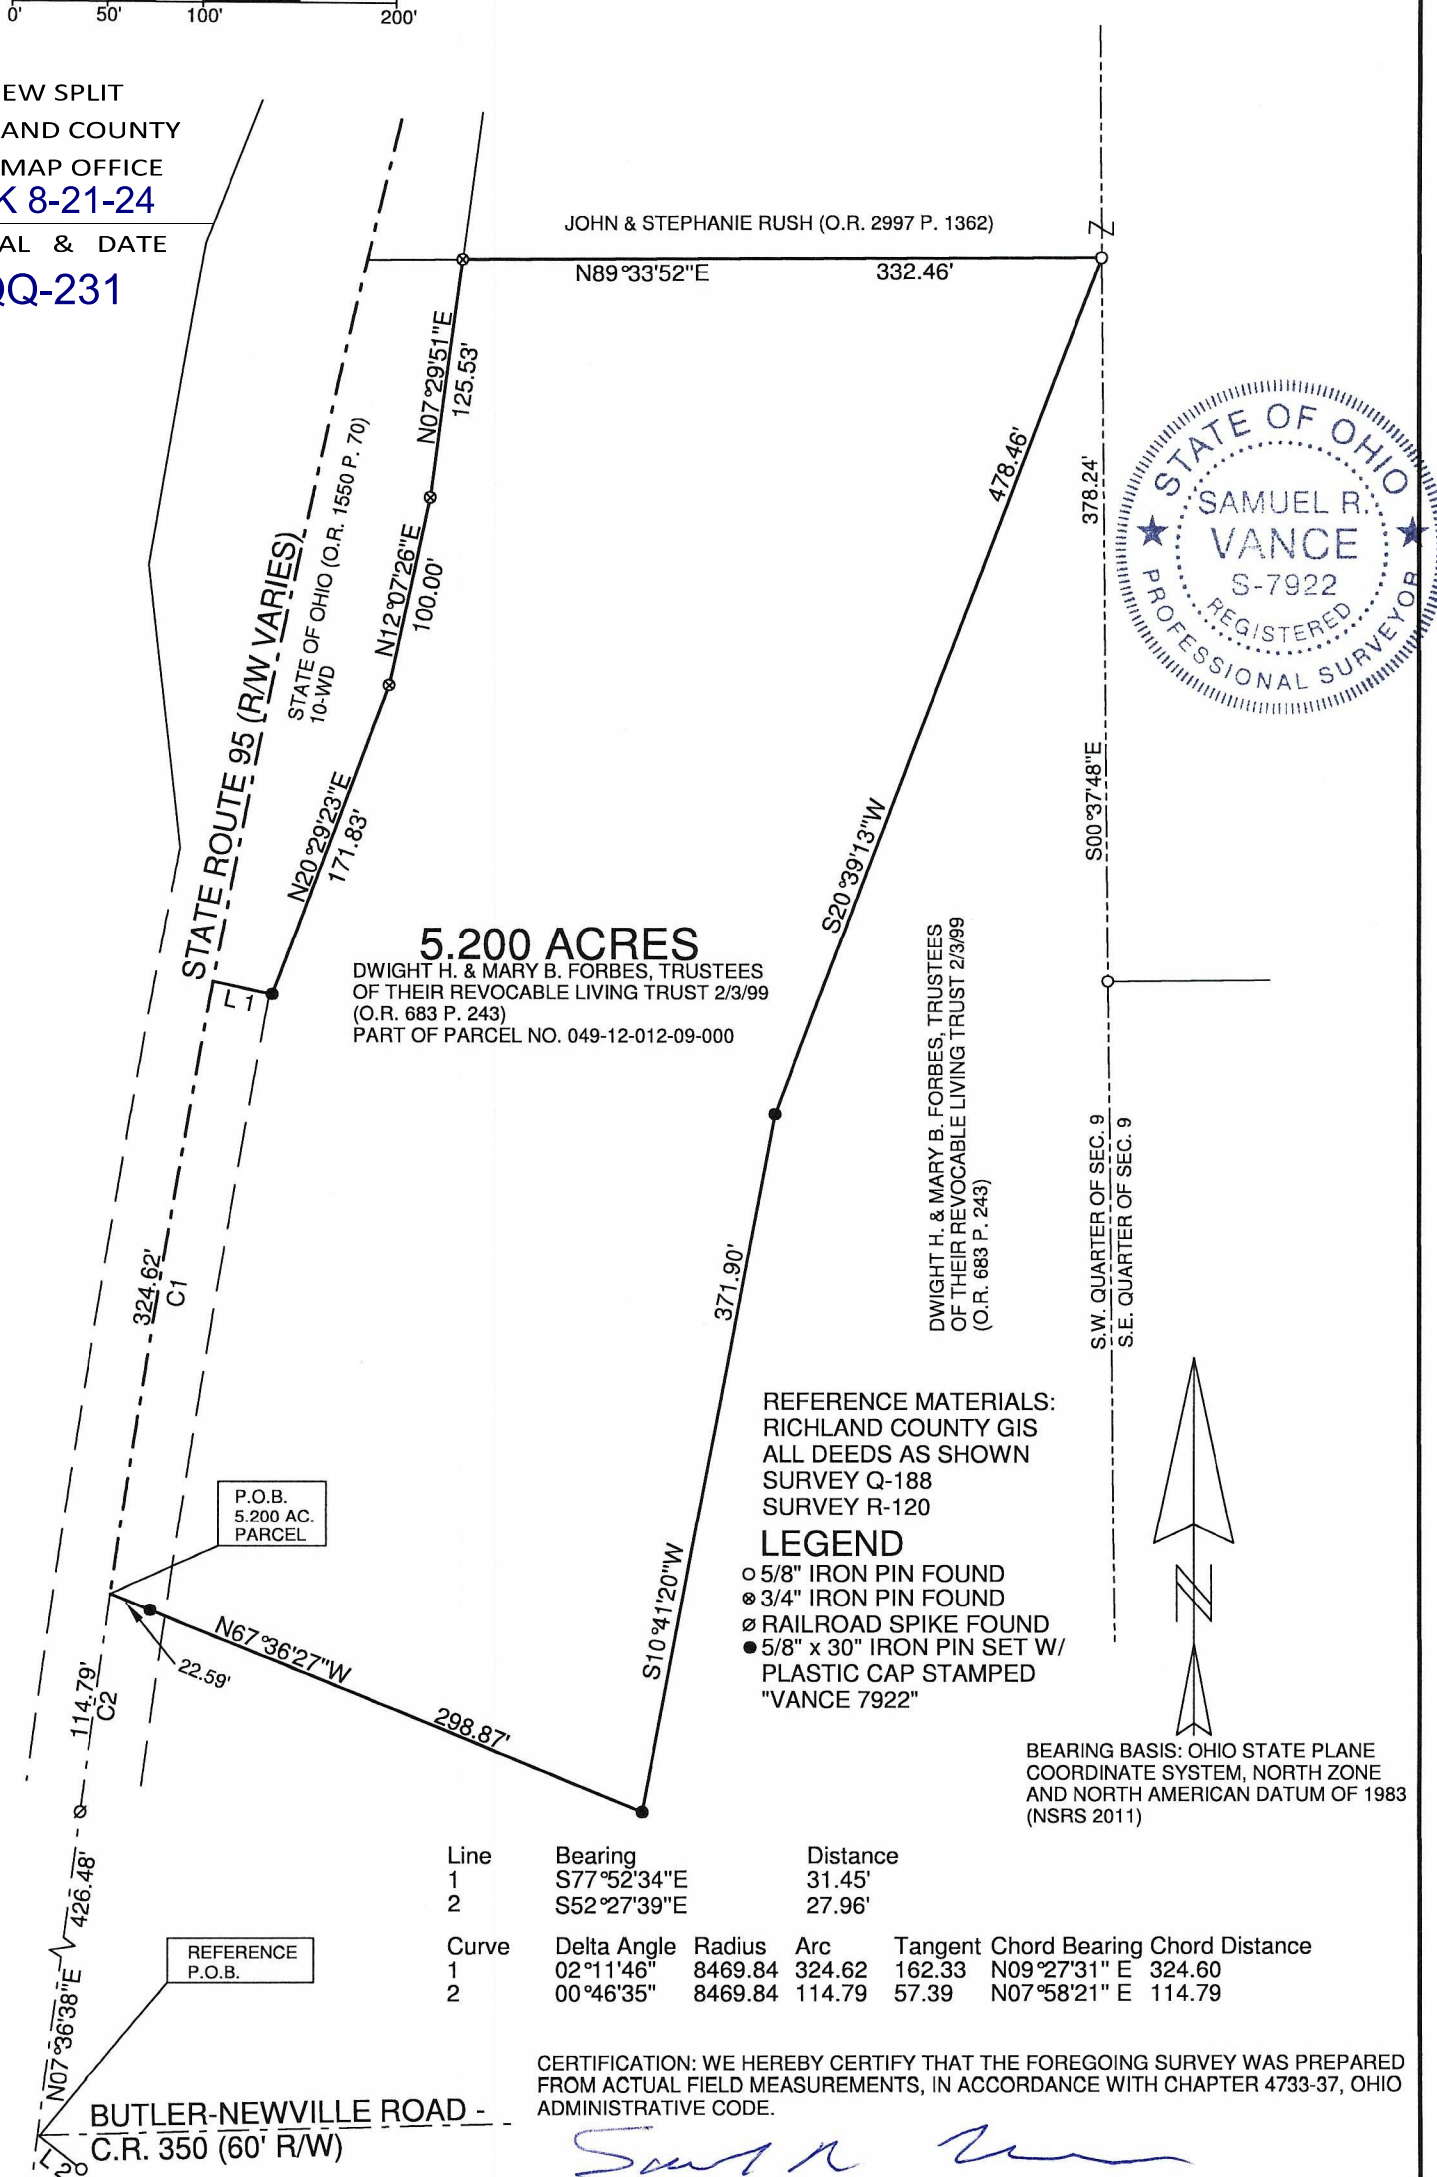 0' 50' 100' 200'
EW SPLIT
AND COUNTY
MAP OFFICE
K 8-21-24
AL & DATE
QQ-231
JOHN & STEPHANIE RUSH (O.R. 2997 P. 1362)
N89°33'52"E 332.46'
N07°29'51"E
125.53'
N12°07'26"E
100.00'
N20°29'23"E
171.83'
STATE ROUTE 95 (R/W VARIES)
STATE OF OHIO (O.R. 1550 P. 70)
10-WD
478.46'
S20°39'13"W
378.24'
S00°37'48"E
STATE OF OHIO
SAMUEL R.
VANCE
S-7922
REGISTERED
PROFESSIONAL SURVEYOR
L 1
5.200 ACRES
DWIGHT H. & MARY B. FORBES, TRUSTEES
OF THEIR REVOCABLE LIVING TRUST 2/3/99
(O.R. 683 P. 243)
PART OF PARCEL NO. 049-12-012-09-000
DWIGHT H. & MARY B. FORBES, TRUSTEES
OF THEIR REVOCABLE LIVING TRUST 2/3/99
(O.R. 683 P. 243)
S.W. QUARTER OF SEC. 9
S.E. QUARTER OF SEC. 9
324.62'
C1
371.90'
S10°41'20"W
P.O.B.
5.200 AC.
PARCEL
N67°36'27"W
298.87'
22.59'
114.79'
C2
REFERENCE MATERIALS:
RICHLAND COUNTY GIS
ALL DEEDS AS SHOWN
SURVEY Q-188
SURVEY R-120
LEGEND
5/8" IRON PIN FOUND
3/4" IRON PIN FOUND
RAILROAD SPIKE FOUND
5/8" x 30" IRON PIN SET W/
PLASTIC CAP STAMPED
"VANCE 7922"
N
BEARING BASIS: OHIO STATE PLANE
COORDINATE SYSTEM, NORTH ZONE
AND NORTH AMERICAN DATUM OF 1983
(NSRS 2011)
426.48'
N07°36'38"E
REFERENCE
P.O.B.
Line Bearing Distance
1 S77°52'34"E 31.45'
2 S52°27'39"E 27.96'
Curve Delta Angle Radius Arc Tangent Chord Bearing Chord Distance
1 02°11'46" 8469.84 324.62 162.33 N09°27'31" E 324.60
2 00°46'35" 8469.84 114.79 57.39 N07°58'21" E 114.79
CERTIFICATION: WE HEREBY CERTIFY THAT THE FOREGOING SURVEY WAS PREPARED
FROM ACTUAL FIELD MEASUREMENTS, IN ACCORDANCE WITH CHAPTER 4733-37, OHIO
ADMINISTRATIVE CODE.
BUTLER-NEWVILLE ROAD -
C.R. 350 (60' R/W)
L 2